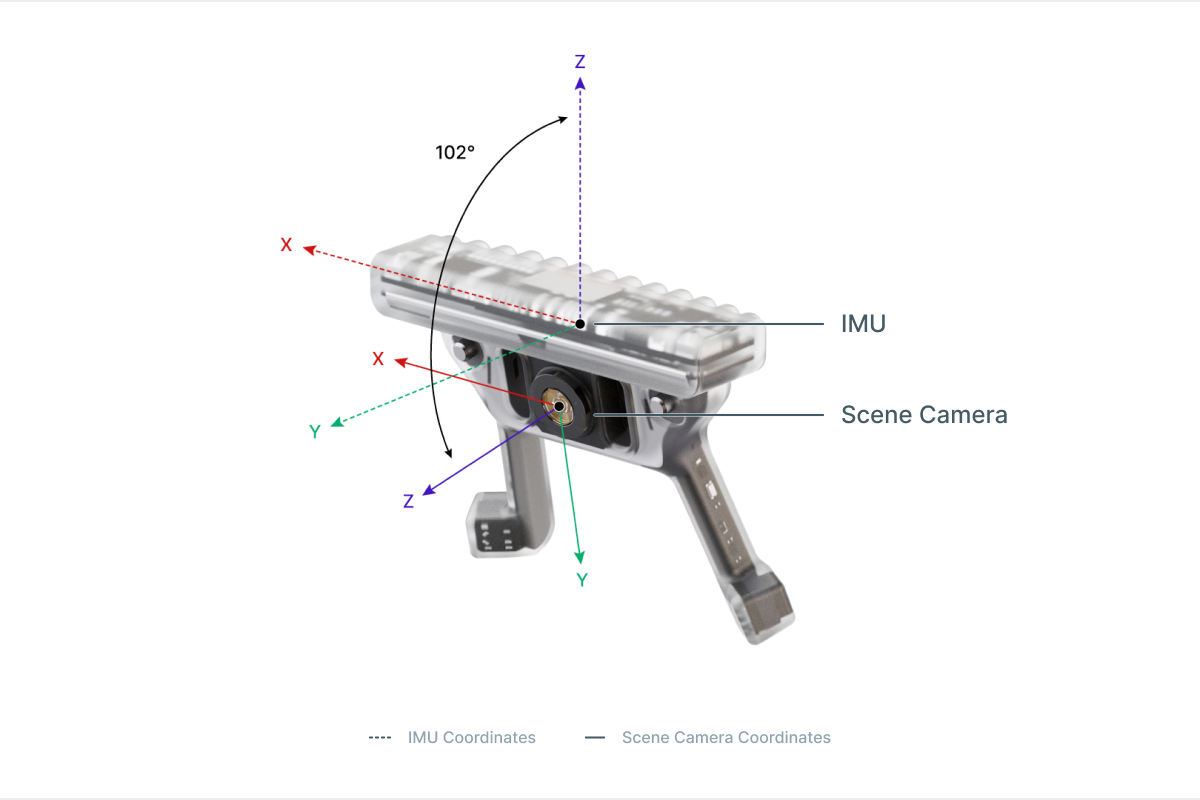 Z
102°
X
IMU
X
Scene Camera
Y
Z
Y
IMU Coordinates
Scene Camera Coordinates